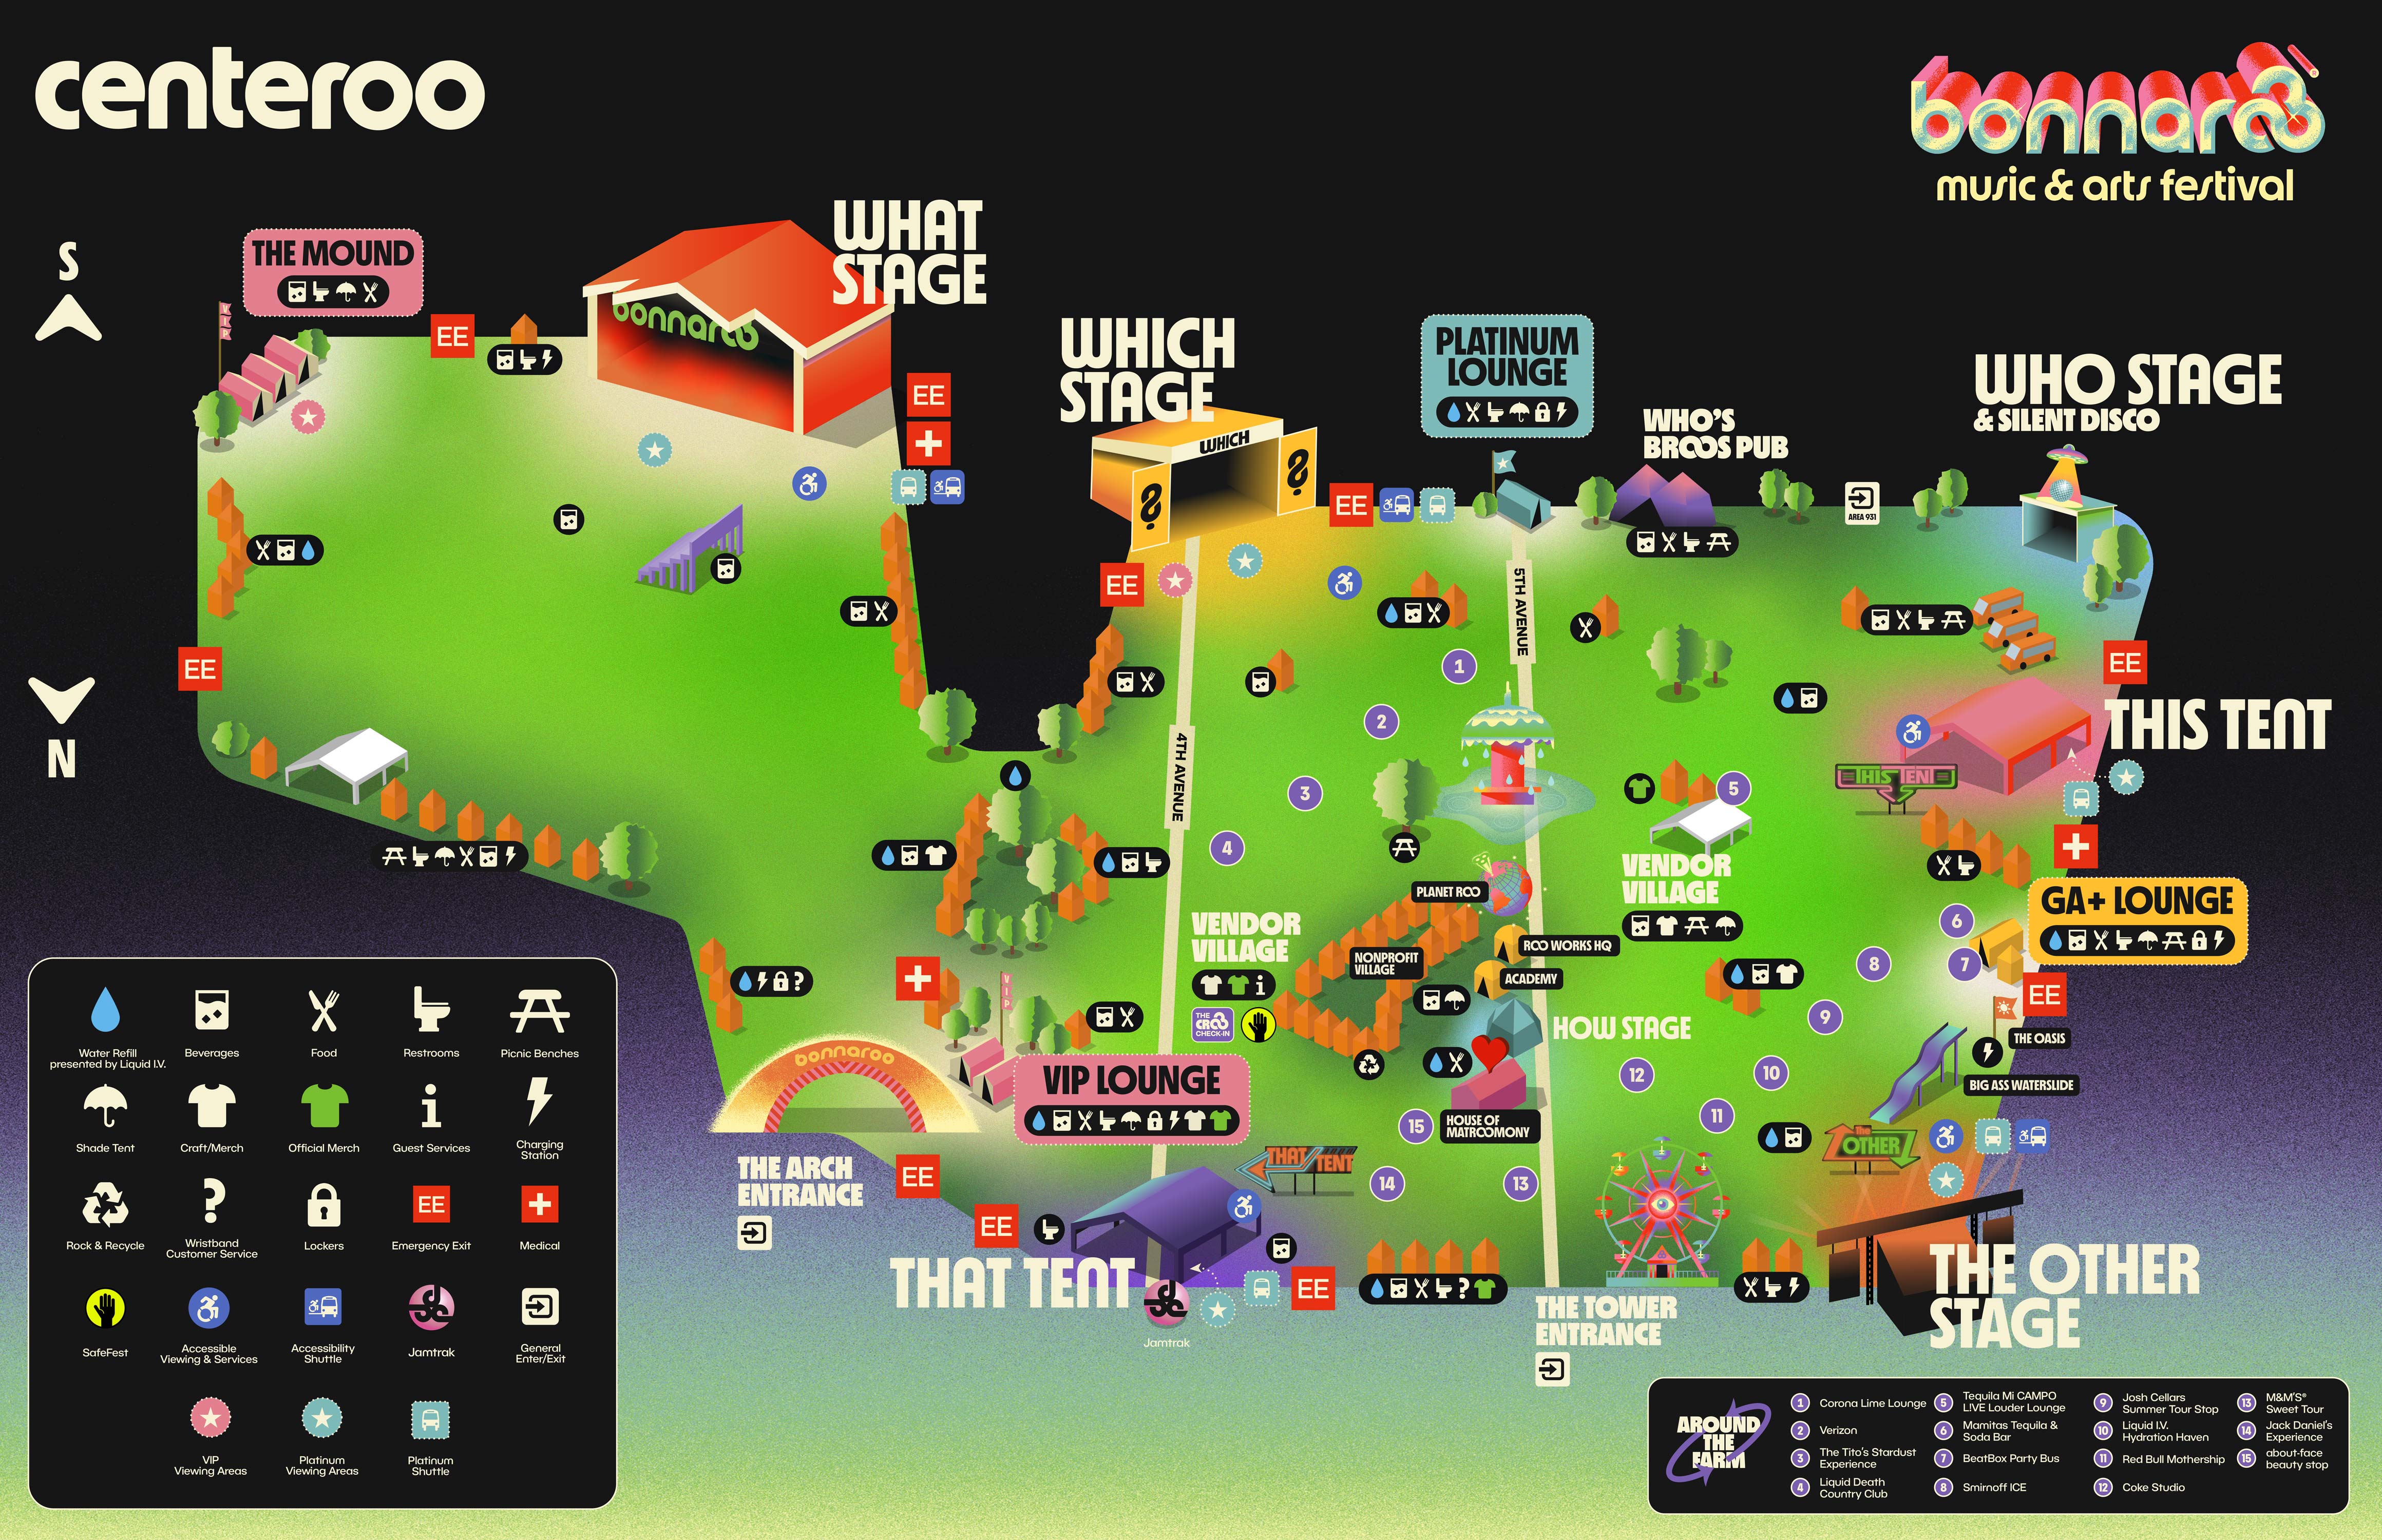 centeroo
bonnaroo
music & arts festival
S
N
THE MOUND
VIP
EE
bonnaroo
WHAT
STAGE
EE
WHICH
STAGE
WHICH
EE
EE
PLATINUM
LOUNGE
WHO'S
BROOS PUB
AREA 931
WHO STAGE
& SILENT DISCO
5TH AVENUE
4TH AVENUE
EE
EE
1
2
3
4
5
THIS TENT
THIS TENT
VENDOR
VILLAGE
PLANET ROO
ROO WORKS HQ
NONPROFIT
VILLAGE
ACADEMY
VENDOR
VILLAGE
i
THE
CROO
CHECK-IN
HOW STAGE
HOUSE OF
MATROOMONY
GA+ LOUNGE
6
7
8
9
10
11
12
13
14
15
EE
THE OASIS
BIG ASS WATERSLIDE
The
OTHER
THE OTHER
STAGE
?
bonnaroo
VIP
VIP LOUNGE
THE ARCH
ENTRANCE
EE
EE
THAT TENT
THAT TENT
Jamtrak
EE
?
THE TOWER
ENTRANCE
Water Refill
presented by Liquid I.V.
Beverages
Food
Restrooms
Picnic Benches
i
Shade Tent
Craft/Merch
Official Merch
Guest Services
Charging
Station
?
EE
Rock & Recycle
Wristband
Customer Service
Lockers
Emergency Exit
Medical
SafeFest
Accessible
Viewing & Services
Accessibility
Shuttle
Jamtrak
General
Enter/Exit
VIP
Viewing Areas
Platinum
Viewing Areas
Platinum
Shuttle
AROUND
THE
FARM
1 Corona Lime Lounge
2 Verizon
3 The Tito's Stardust
Experience
4 Liquid Death
Country Club
5 Tequila Mi CAMPO
L!VE Louder Lounge
6 Mamitas Tequila &
Soda Bar
7 BeatBox Party Bus
8 Smirnoff ICE
9 Josh Cellars
Summer Tour Stop
10 Liquid I.V.
Hydration Haven
11 Red Bull Mothership
12 Coke Studio
13 M&M'S®
Sweet Tour
14 Jack Daniel's
Experience
15 about-face
beauty stop